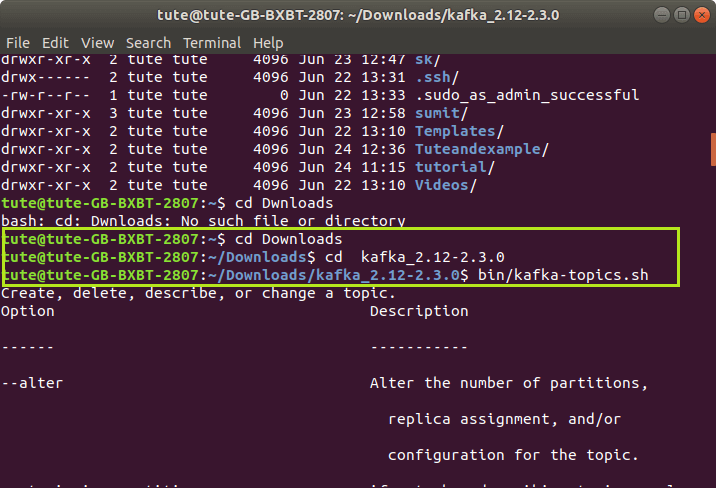 tute@tute-GB-BXBT-2807: ~/Downloads/kafka_2.12-2.3.0
File Edit View Search Terminal Help
drwxr-xr-x 2 tute tute 4096 Jun 23 12:47 sk/
drwx------ 2 tute tute 4096 Jun 22 13:31 .ssh/
-rw-r--r-- 1 tute tute 0 Jun 22 13:33 .sudo_as_admin_successful
drwxr-xr-x 3 tute tute 4096 Jun 23 12:58 sumit/
drwxr-xr-x 2 tute tute 4096 Jun 22 13:10 Templates/
drwxr-xr-x 2 tute tute 4096 Jun 24 12:36 Tuteandexample/
drwxr-xr-x 2 tute tute 4096 Jun 24 11:15 tutorial/
drwxr-xr-x 2 tute tute 4096 Jun 22 13:10 Videos/
tute@tute-GB-BXBT-2807:~$ cd Dwnloads
bash: cd: Dwnloads: No such file or directory
tute@tute-GB-BXBT-2807:~$ cd Downloads
tute@tute-GB-BXBT-2807:~/Downloads$ cd  kafka_2.12-2.3.0
tute@tute-GB-BXBT-2807:~/Downloads/kafka_2.12-2.3.0$ bin/kafka-topics.sh
Create, delete, describe, or change a topic.
Option Description
------ -----------
--alter Alter the number of partitions,
replica assignment, and/or
configuration for the topic.